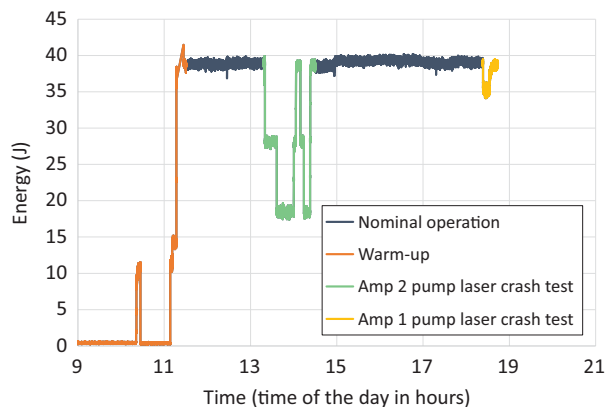 45
40
35
30
25
20
15
10
5
0
Energy (J)
Nominal operation
Warm-up
Amp 2 pump laser crash test
Amp 1 pump laser crash test
9 11 13 15 17 19 21
Time (time of the day in hours)